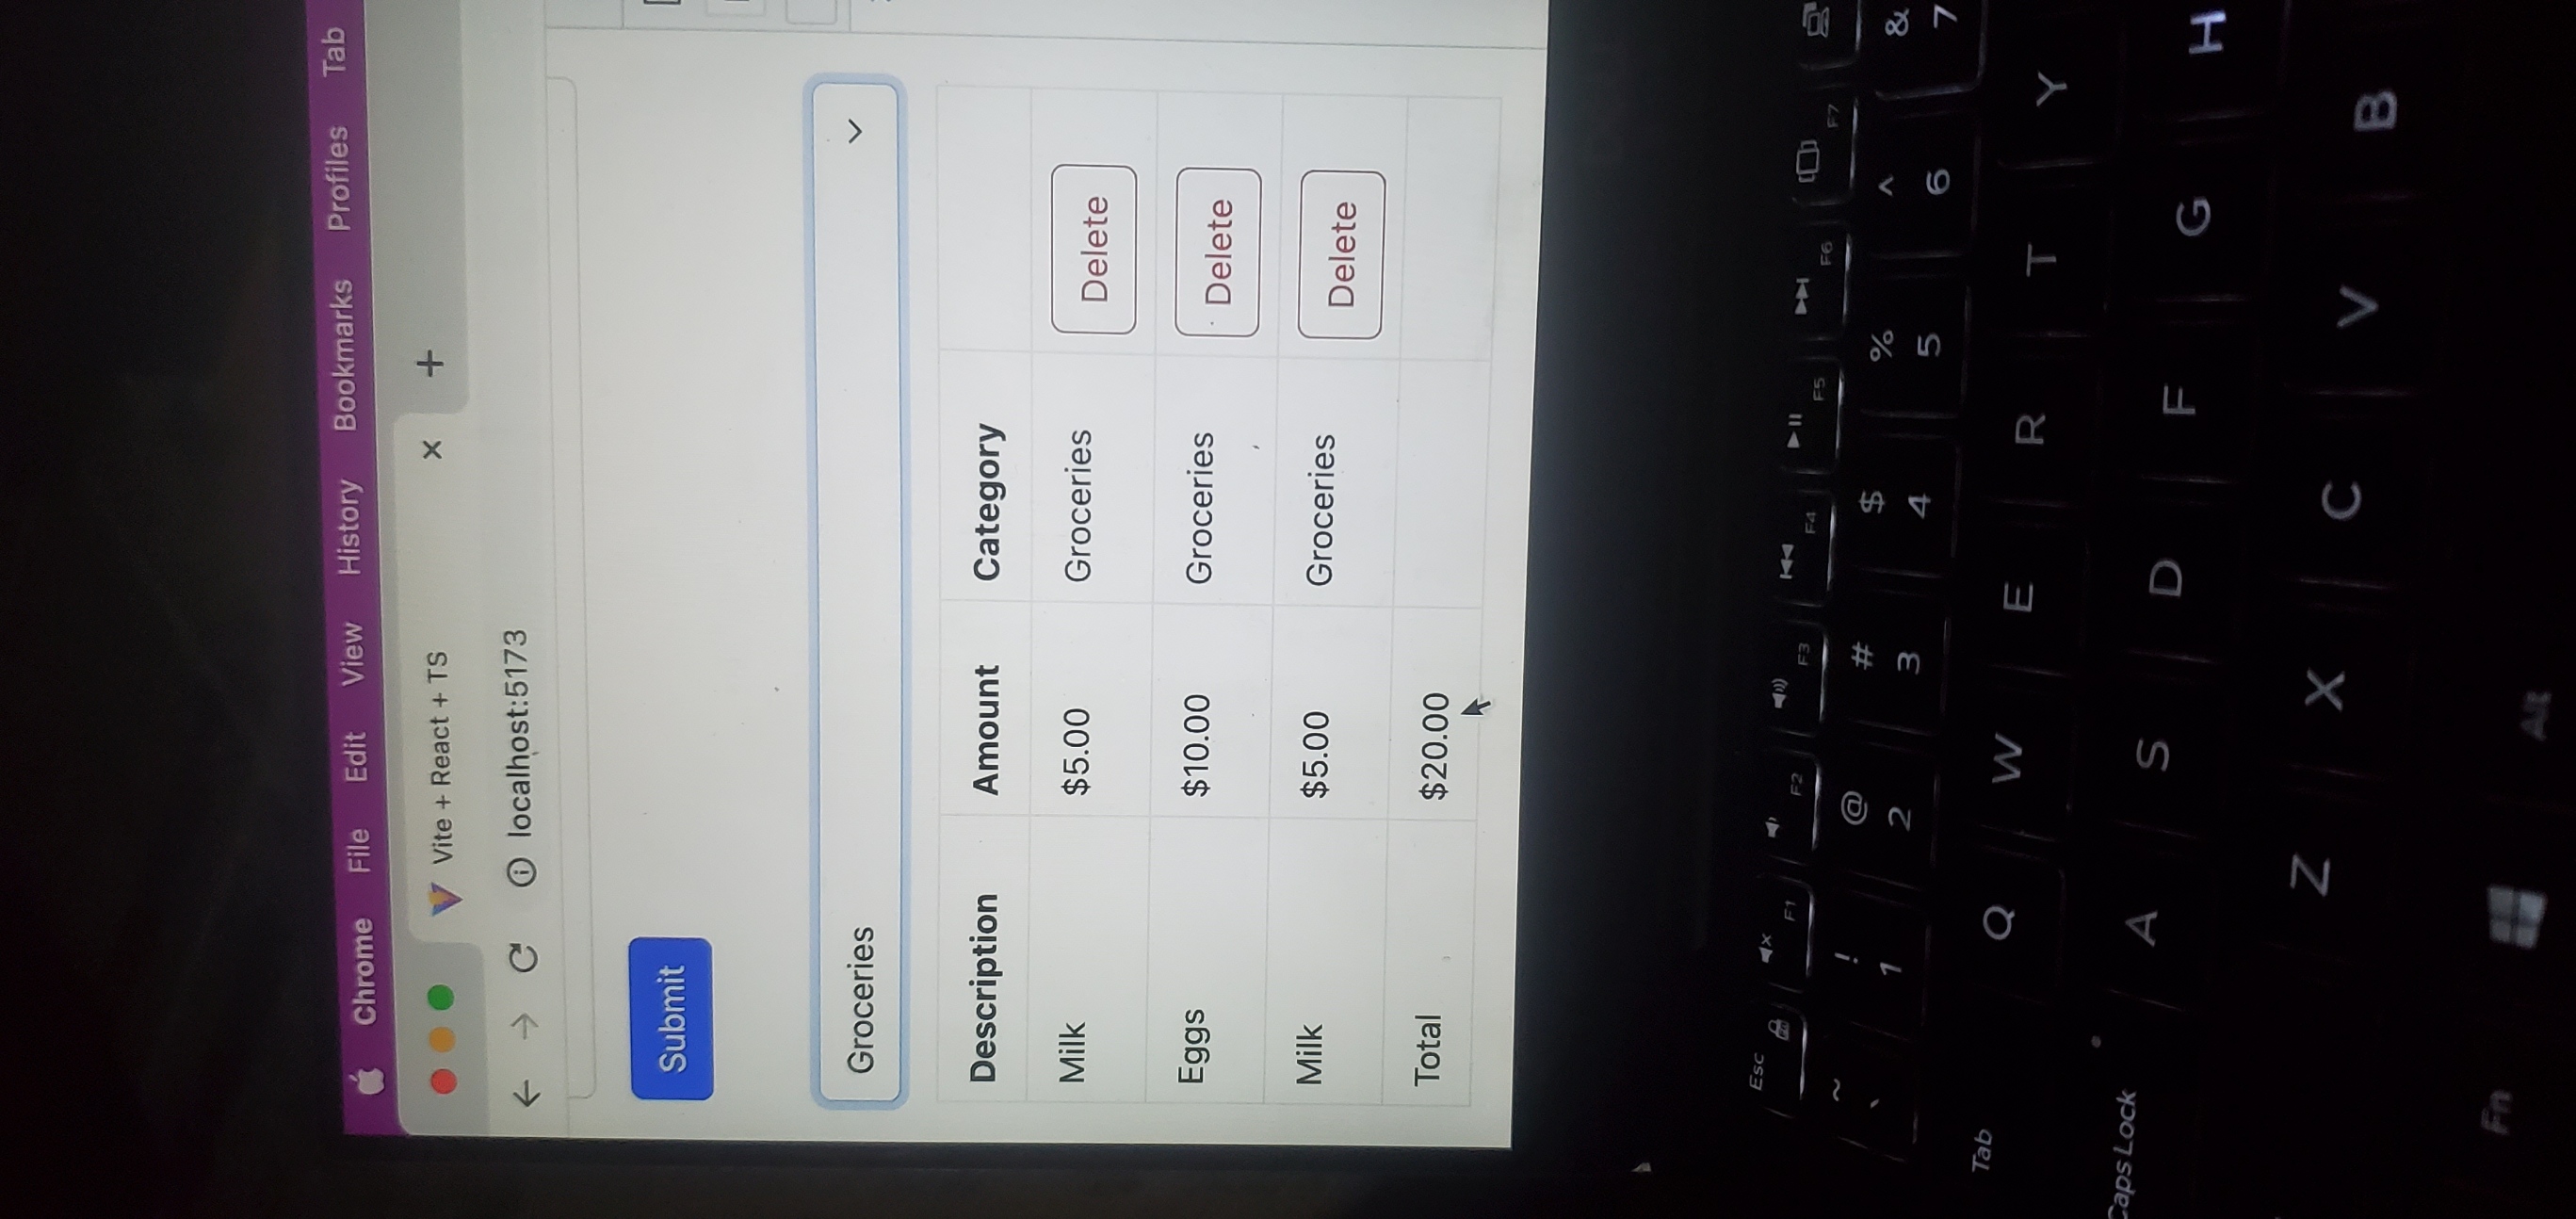 Chrome File Edit View History Bookmarks Profiles Tab
Vite + React + TS
localhost:5173
Submit
Groceries
Description Amount Category
Milk $5.00 Groceries Delete
Eggs $10.00 Groceries Delete
Milk $5.00 Groceries Delete
Total $20.00
Esc F1 F2 F3 F4 F5 F6 F7
~ ! @ # $ % ^ &
` 1 2 3 4 5 6 7
Tab Q W E R T Y
Caps Lock A S D F G H
Z X C V B
Fn Alt